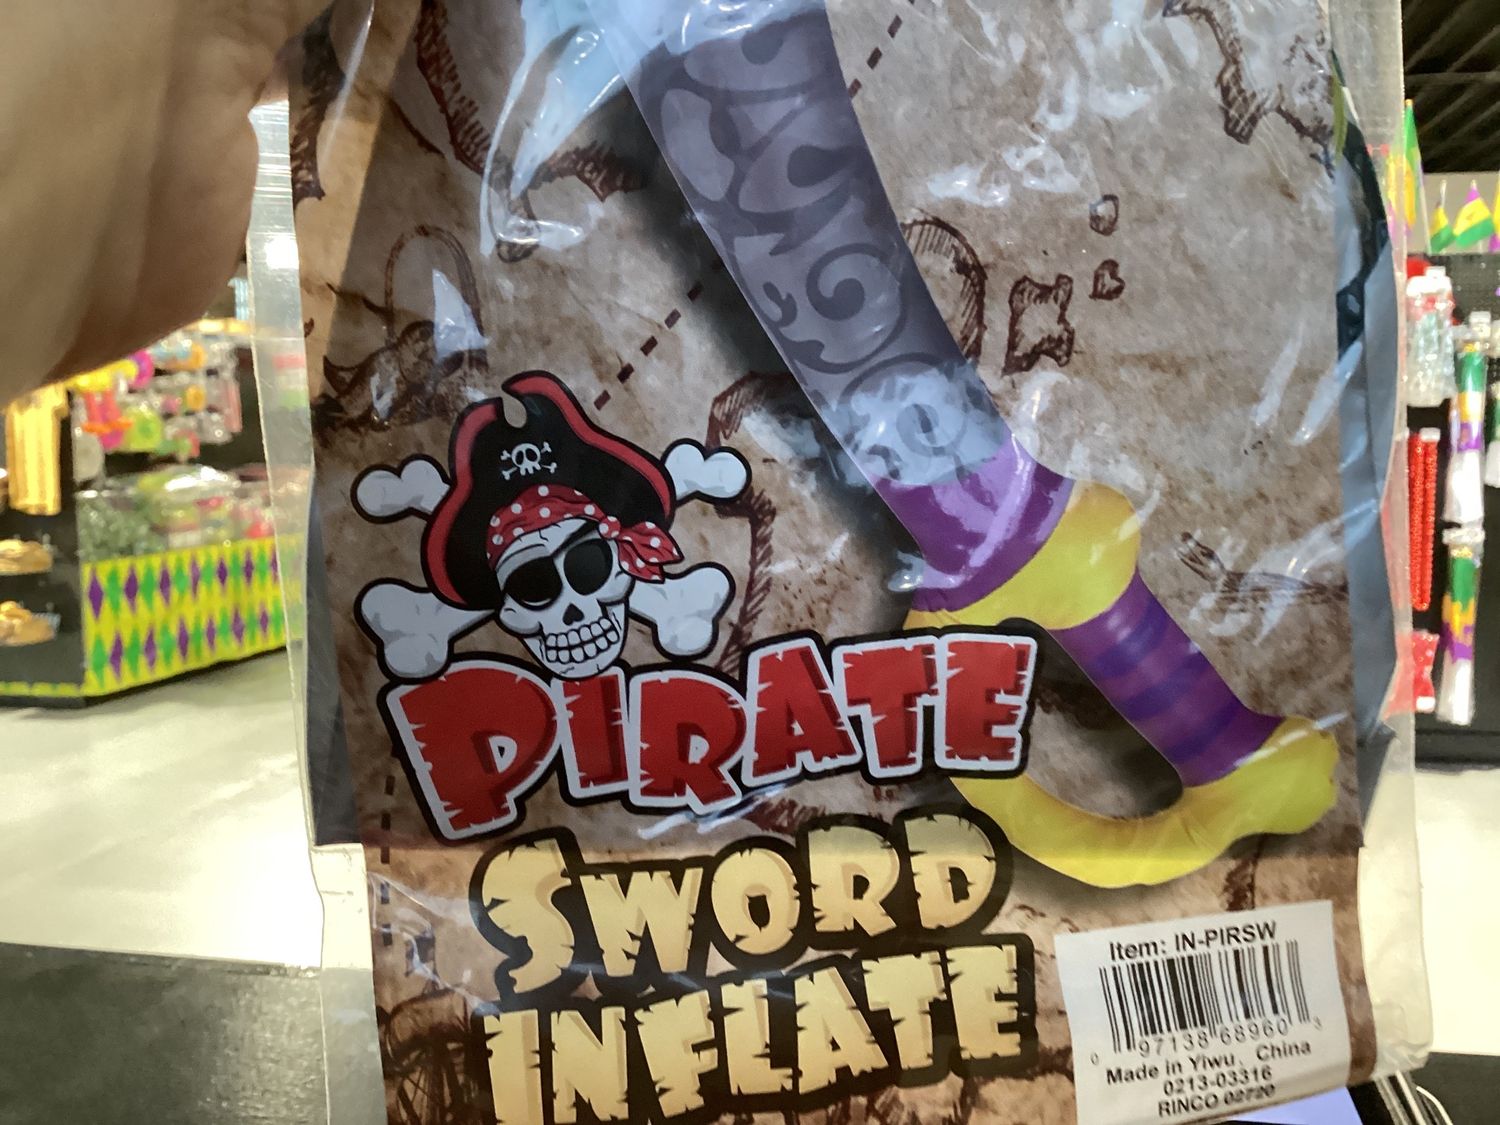 PIRATE
SWORD
INFLATE
Item: IN-PIRSW
0 97138 68960 3
Made in Yiwu, China
0213-03316
RINCO 02720